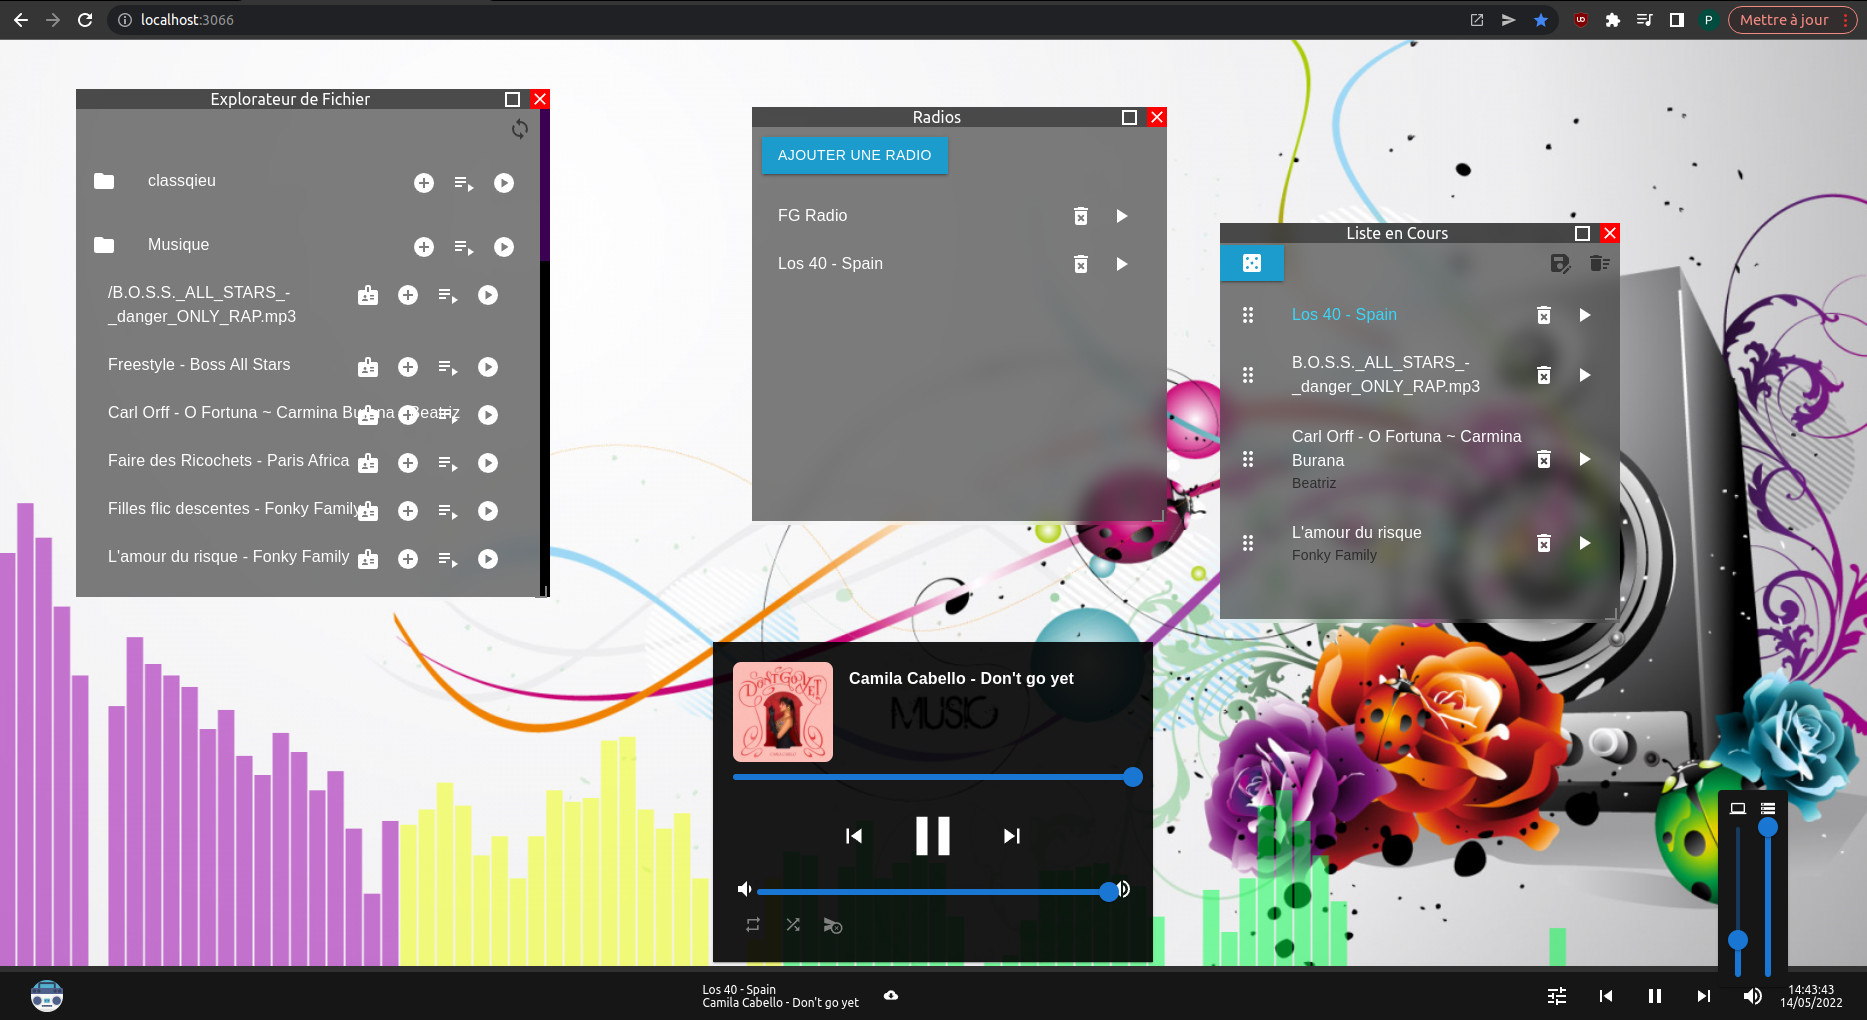 localhost:3066
P
Mettre à jour
Explorateur de Fichier
classqieu
Musique
/B.O.S.S._ALL_STARS_-
_danger_ONLY_RAP.mp3
Freestyle - Boss All Stars
Carl Orff - O Fortuna ~ Carmina Burana - Beatriz
Faire des Ricochets - Paris Africa
Filles flic descentes - Fonky Family
L'amour du risque - Fonky Family
Radios
AJOUTER UNE RADIO
FG Radio
Los 40 - Spain
Liste en Cours
Los 40 - Spain
B.O.S.S._ALL_STARS_-
_danger_ONLY_RAP.mp3
Carl Orff - O Fortuna ~ Carmina
Burana
Beatriz
L'amour du risque
Fonky Family
DON'T GO YET
Camila Cabello - Don't go yet
MUSIC
Los 40 - Spain
Camila Cabello - Don't go yet
14:43:43
14/05/2022